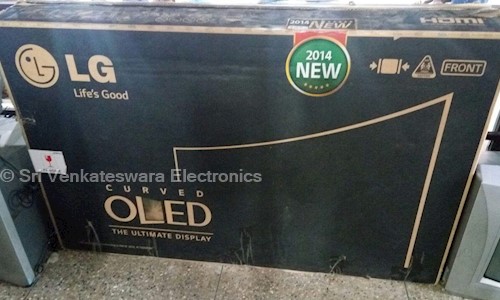 2014 NEW
HDMI
LG
Life's Good
2014
NEW
FRONT
© Sri Venkateswara Electronics
CURVED
OLED
THE ULTIMATE DISPLAY